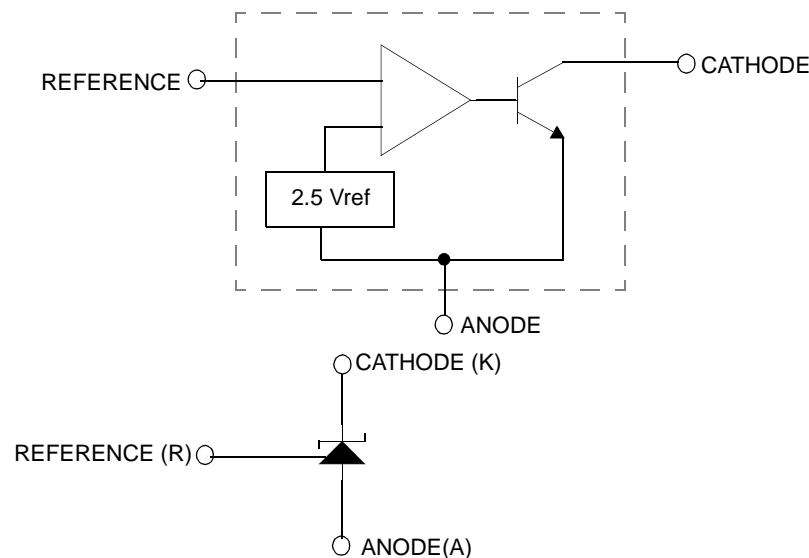 REFERENCE
CATHODE
2.5 Vref
ANODE
CATHODE (K)
REFERENCE (R)
ANODE(A)